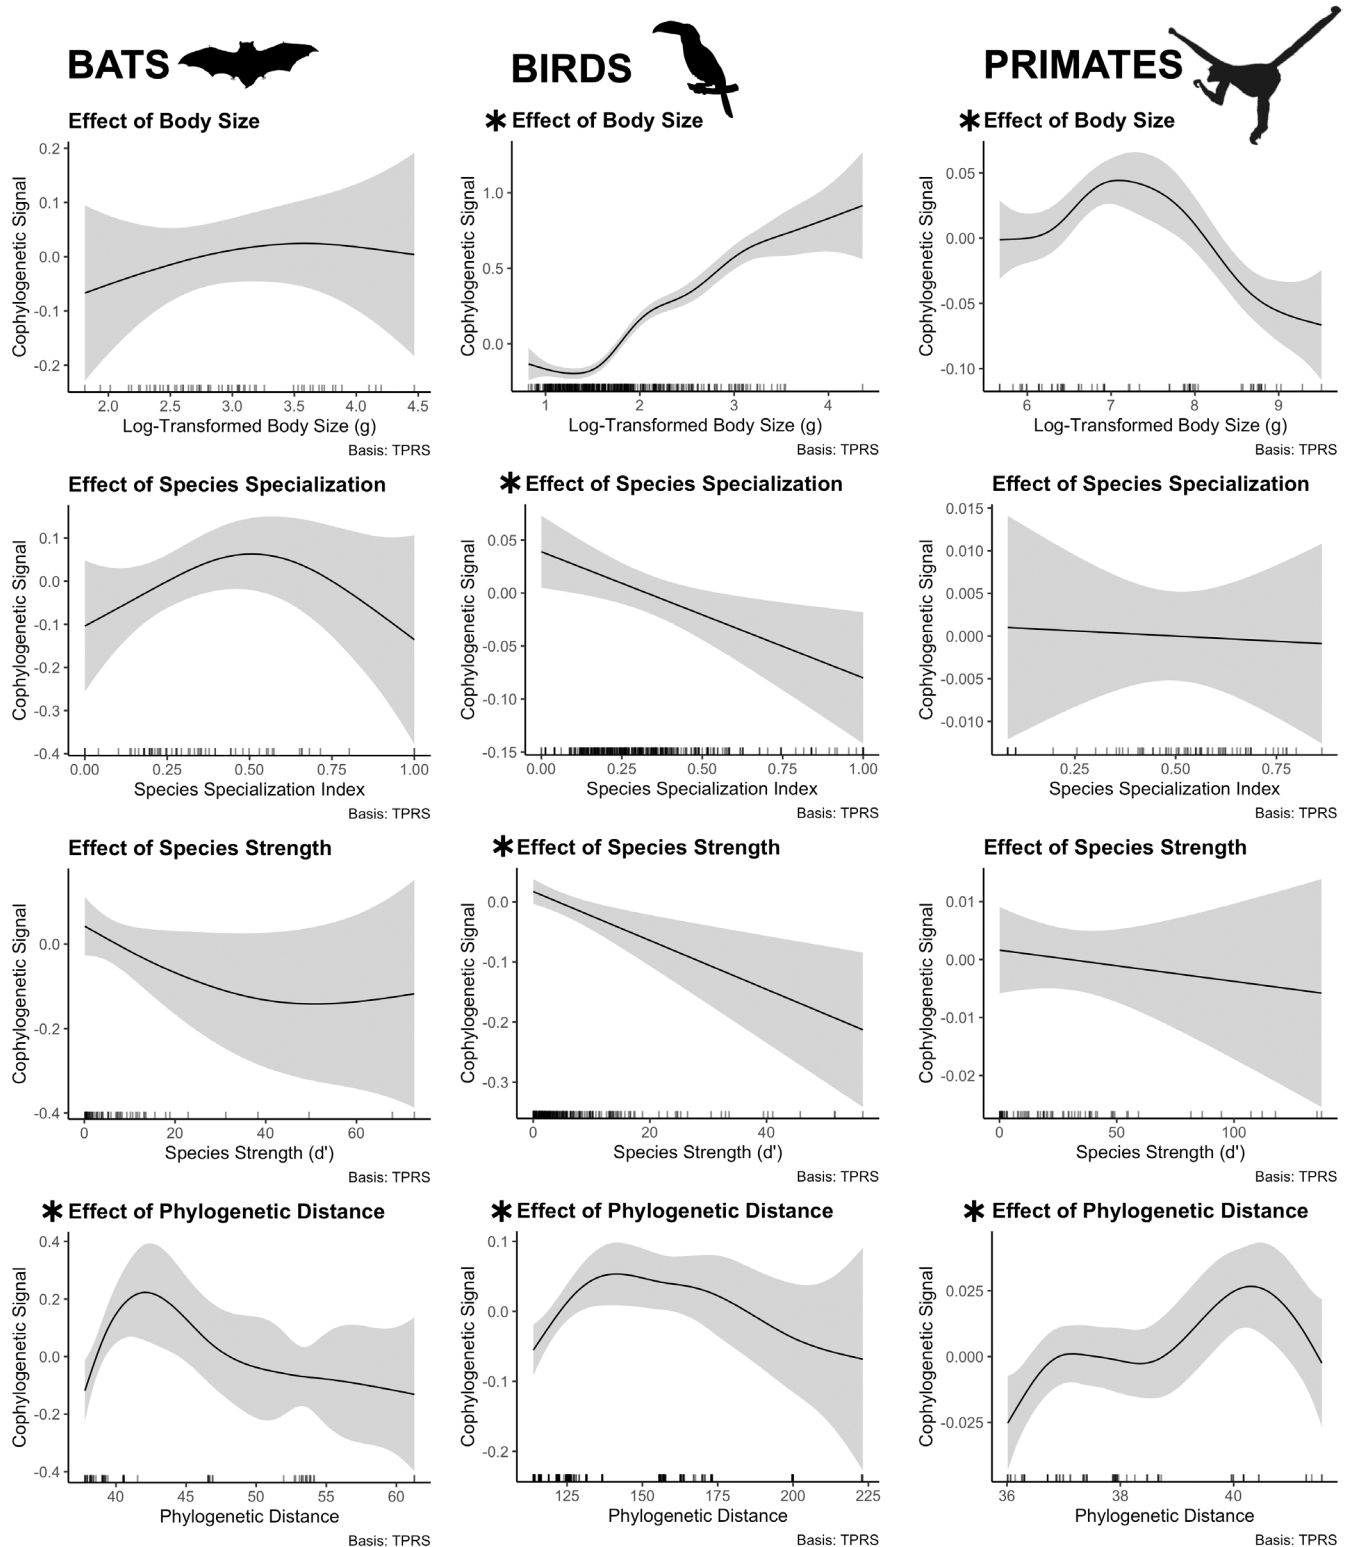 BATS
BIRDS
PRIMATES
Effect of Body Size
* Effect of Body Size
* Effect of Body Size
Cophylogenetic Signal
0.2
0.1
0.0
-0.1
-0.2
2.0 2.5 3.0 3.5 4.0 4.5
Log-Transformed Body Size (g)
Basis: TPRS
Cophylogenetic Signal
1.0
0.5
0.0
1 2 3 4
Log-Transformed Body Size (g)
Basis: TPRS
Cophylogenetic Signal
0.05
0.00
-0.05
-0.10
6 7 8 9
Log-Transformed Body Size (g)
Basis: TPRS
Effect of Species Specialization
* Effect of Species Specialization
Effect of Species Specialization
Cophylogenetic Signal
0.1
0.0
-0.1
-0.2
-0.3
-0.4
0.00 0.25 0.50 0.75 1.00
Species Specialization Index
Basis: TPRS
Cophylogenetic Signal
0.05
0.00
-0.05
-0.10
-0.15
0.00 0.25 0.50 0.75 1.00
Species Specialization Index
Basis: TPRS
Cophylogenetic Signal
0.015
0.010
0.005
0.000
-0.005
-0.010
0.25 0.50 0.75
Species Specialization Index
Basis: TPRS
Effect of Species Strength
* Effect of Species Strength
Effect of Species Strength
Cophylogenetic Signal
0.0
-0.2
-0.4
0 20 40 60
Species Strength (d')
Basis: TPRS
Cophylogenetic Signal
0.0
-0.1
-0.2
-0.3
0 20 40
Species Strength (d')
Basis: TPRS
Cophylogenetic Signal
0.01
0.00
-0.01
-0.02
0 50 100
Species Strength (d')
Basis: TPRS
* Effect of Phylogenetic Distance
* Effect of Phylogenetic Distance
* Effect of Phylogenetic Distance
Cophylogenetic Signal
0.4
0.2
0.0
-0.2
-0.4
40 45 50 55 60
Phylogenetic Distance
Basis: TPRS
Cophylogenetic Signal
0.1
0.0
-0.1
-0.2
125 150 175 200 225
Phylogenetic Distance
Basis: TPRS
Cophylogenetic Signal
0.025
0.000
-0.025
36 38 40
Phylogenetic Distance
Basis: TPRS